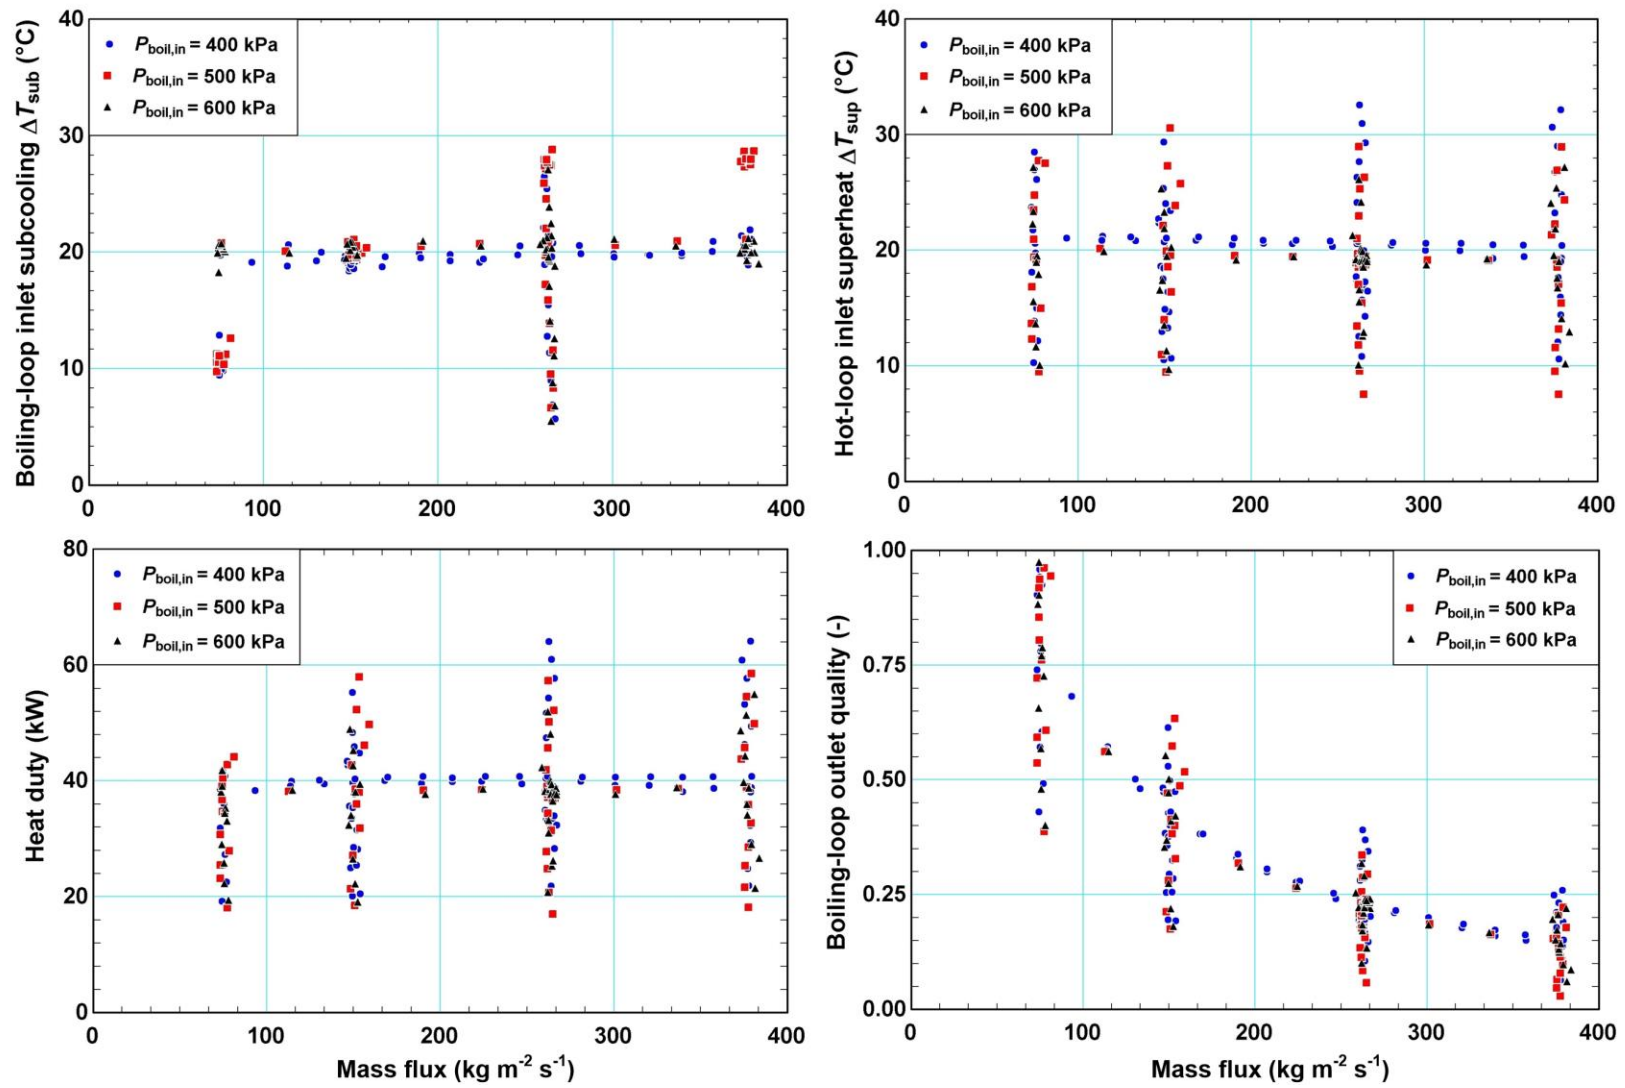 Boiling-loop inlet subcooling ΔTsub (°C)
40
30
20
10
0
Pboil,in = 400 kPa
Pboil,in = 500 kPa
Pboil,in = 600 kPa
0 100 200 300 400
Hot-loop inlet superheat ΔTsup (°C)
40
30
20
10
0
Pboil,in = 400 kPa
Pboil,in = 500 kPa
Pboil,in = 600 kPa
0 100 200 300 400
Heat duty (kW)
80
60
40
20
0
Pboil,in = 400 kPa
Pboil,in = 500 kPa
Pboil,in = 600 kPa
0 100 200 300 400
Mass flux (kg m-2 s-1)
Boiling-loop outlet quality (-)
1.00
0.75
0.50
0.25
0.00
Pboil,in = 400 kPa
Pboil,in = 500 kPa
Pboil,in = 600 kPa
0 100 200 300 400
Mass flux (kg m-2 s-1)